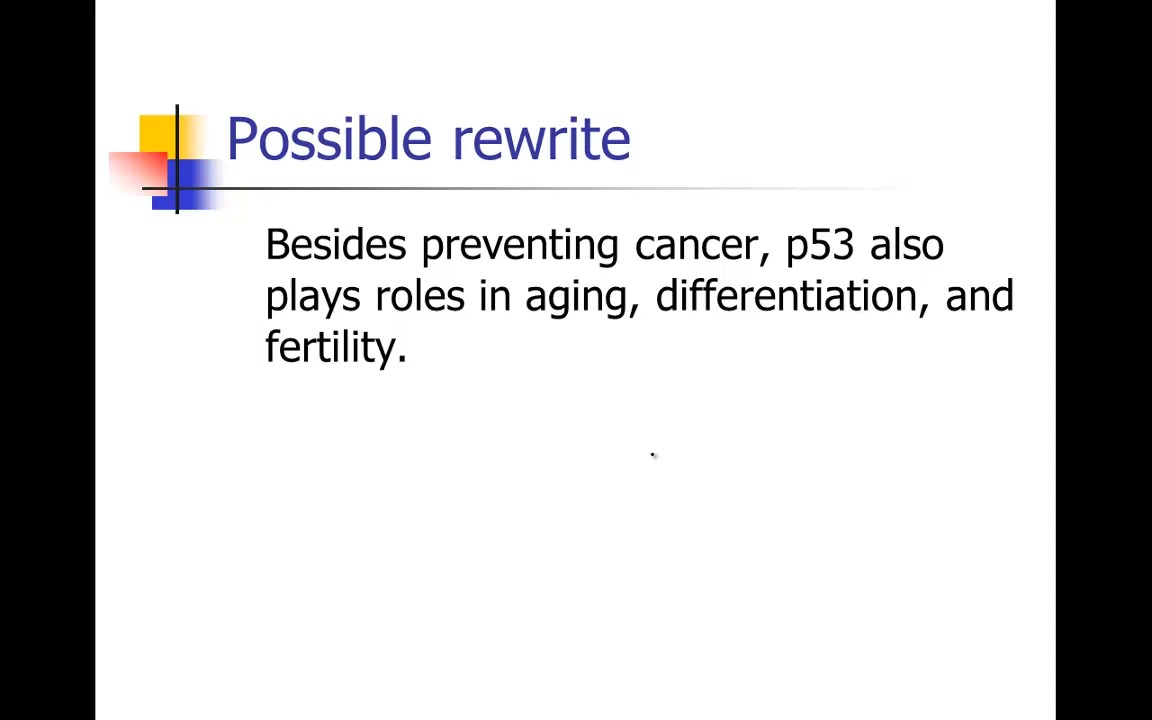 Possible rewrite
Besides preventing cancer, p53 also
plays roles in aging, differentiation, and
fertility.